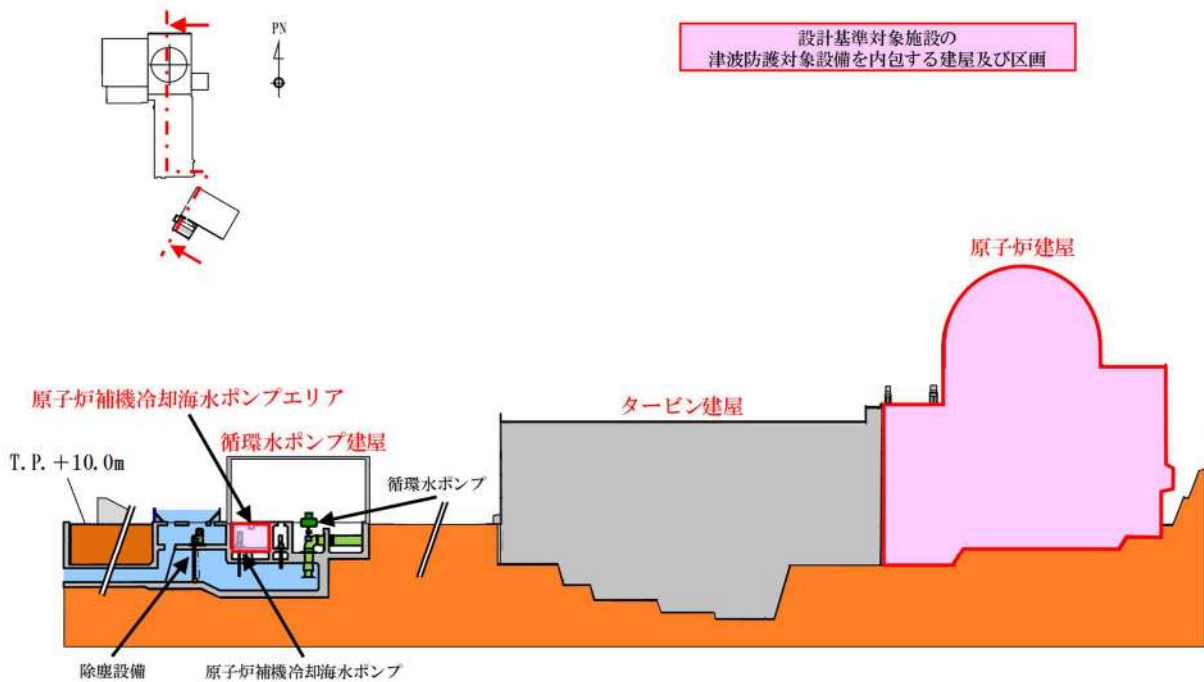 PN
設計基準対象施設の
津波防護対象設備を内包する建屋及び区画
原子炉建屋
原子炉補機冷却海水ポンプエリア
タービン建屋
循環水ポンプ建屋
T.P.+10.0m
循環水ポンプ
除塵設備
原子炉補機冷却海水ポンプ